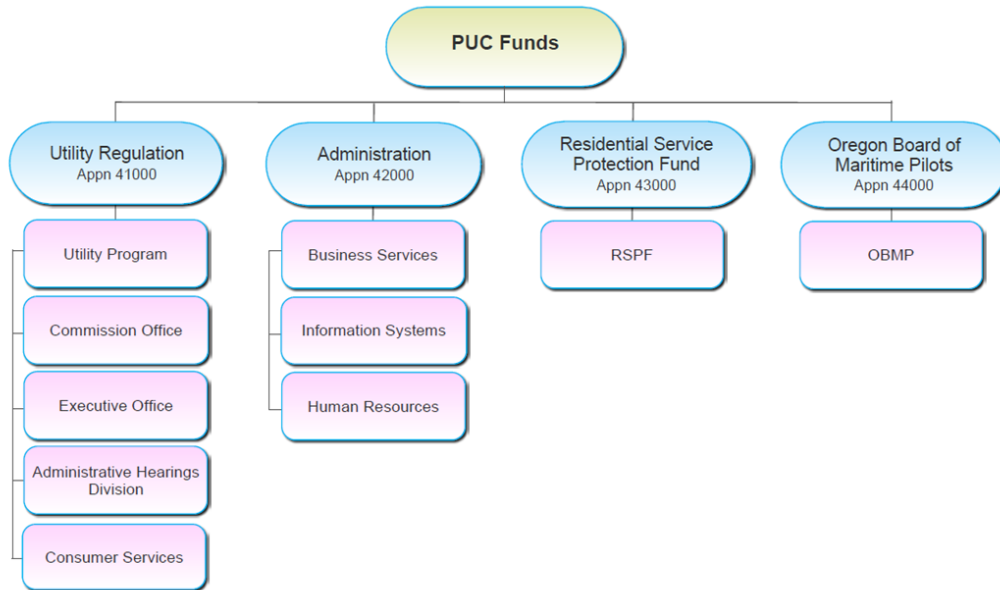 PUC Funds
Utility Regulation
Appn 41000
Administration
Appn 42000
Residential Service
Protection Fund
Appn 43000
Oregon Board of
Maritime Pilots
Appn 44000
Utility Program
Commission Office
Executive Office
Administrative Hearings
Division
Consumer Services
Business Services
Information Systems
Human Resources
RSPF
OBMP